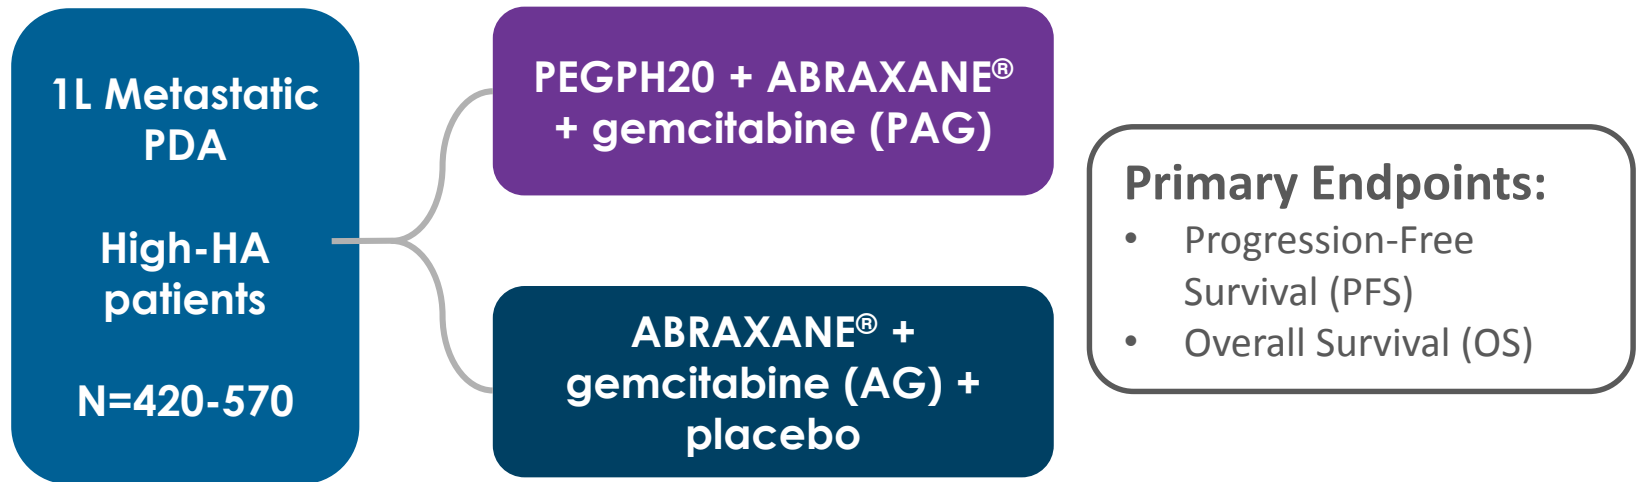 1L Metastatic
PDA
High-HA
patients
N=420-570
PEGPH20 + ABRAXANE®
+ gemcitabine (PAG)
ABRAXANE® +
gemcitabine (AG) +
placebo
Primary Endpoints:
• Progression-Free
Survival (PFS)
• Overall Survival (OS)